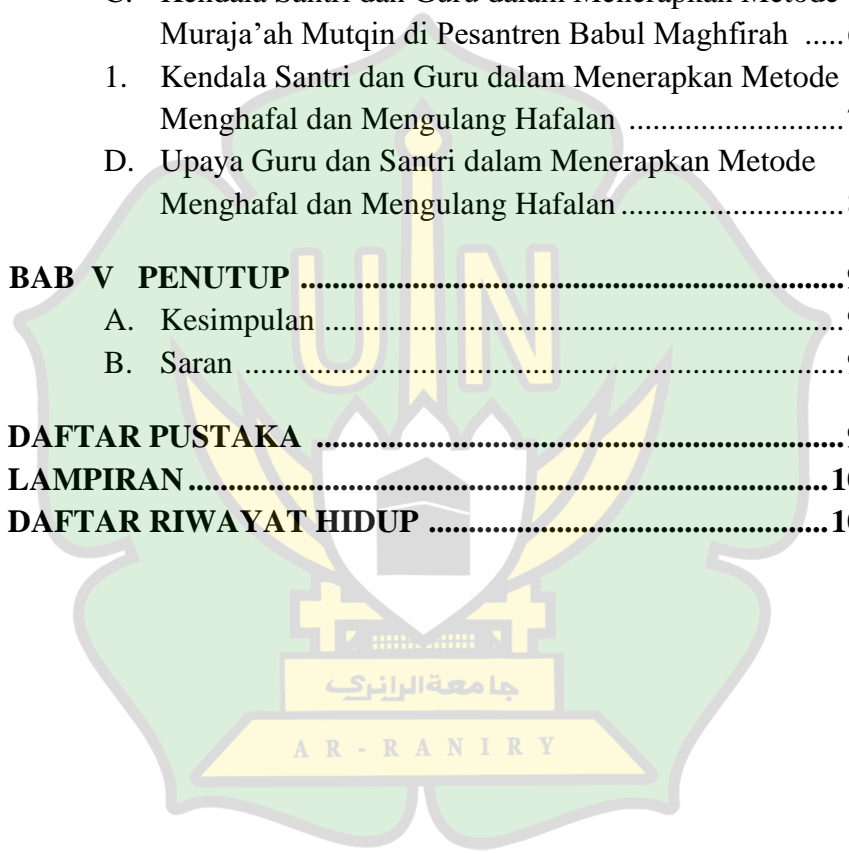 Muraja’ah Mutqin di Pesantren Babul Maghfirah .....
1. Kendala Santri dan Guru dalam Menerapkan Metode
Menghafal dan Mengulang Hafalan ...........................
D. Upaya Guru dan Santri dalam Menerapkan Metode
Menghafal dan Mengulang Hafalan ............................
BAB V PENUTUP ....................................................................
A. Kesimpulan .................................................................
B. Saran ...........................................................................
DAFTAR PUSTAKA ..................................................................
LAMPIRAN ................................................................................
DAFTAR RIWAYAT HIDUP ..................................................
UIN
جامعة الرانري
AR-RANIRY